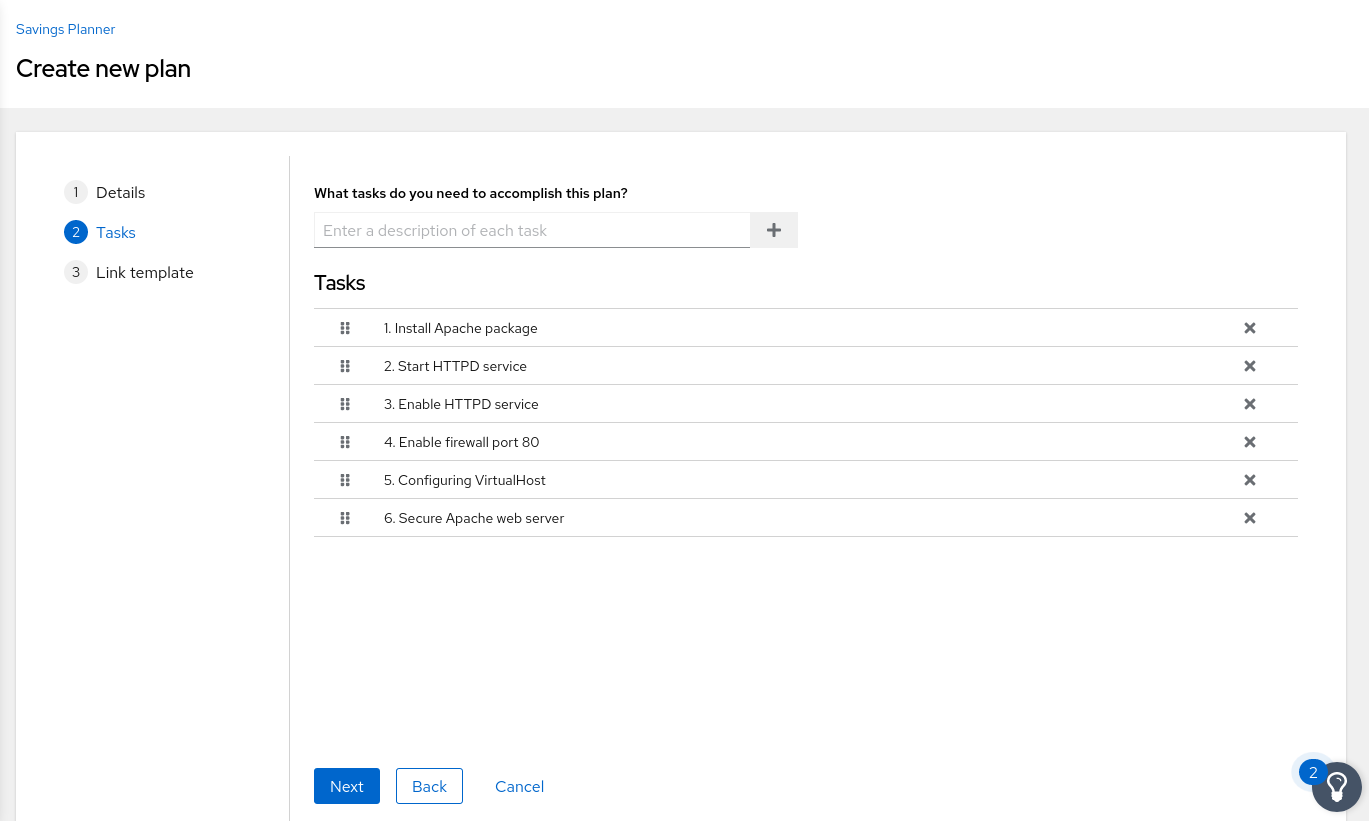 Savings Planner
Create new plan
1 Details
2 Tasks
3 Link template
What tasks do you need to accomplish this plan?
Enter a description of each task
Tasks
1. Install Apache package
2. Start HTTPD service
3. Enable HTTPD service
4. Enable firewall port 80
5. Configuring VirtualHost
6. Secure Apache web server
Next Back Cancel
2